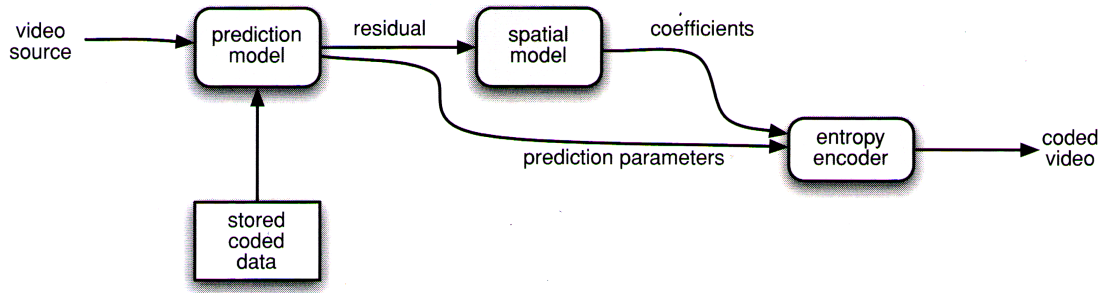 video
source
prediction
model
residual
spatial
model
coefficients
prediction parameters
entropy
encoder
coded
video
stored
coded
data